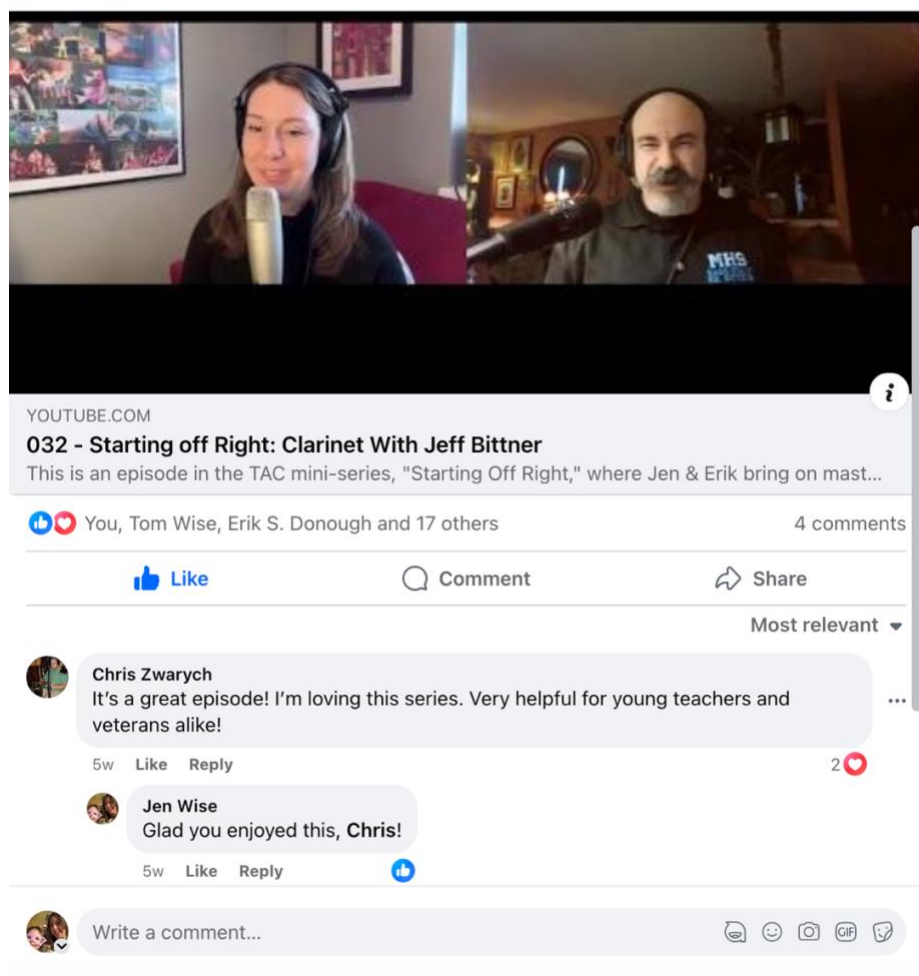 MHS
YOUTUBE.COM
032 - Starting off Right: Clarinet With Jeff Bittner
This is an episode in the TAC mini-series, "Starting Off Right," where Jen & Erik bring on mast...
You, Tom Wise, Erik S. Donough and 17 others
4 comments
Like
Comment
Share
Most relevant
Chris Zwarych
It's a great episode! I'm loving this series. Very helpful for young teachers and
veterans alike!
5w Like Reply
2
Jen Wise
Glad you enjoyed this, Chris!
5w Like Reply
Write a comment...
GIF